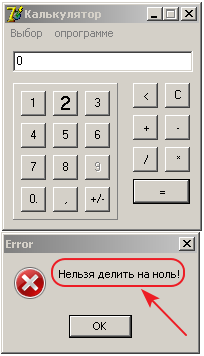 Калькулятор
Выбор опрограмме
0
1 2 3 < C
4 5 6 + -
7 8 9 / *
0. , +/- =
Error
Нельзя делить на ноль!
OK